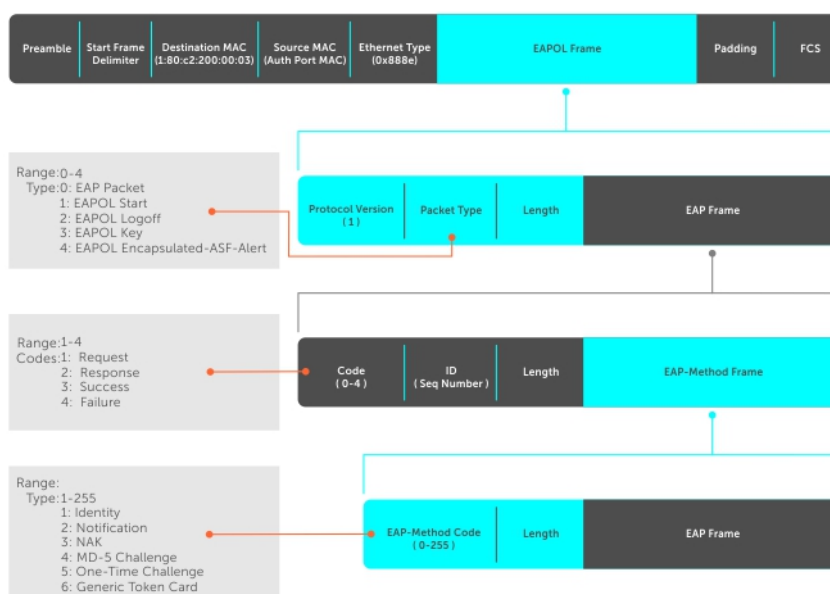 Preamble
Start Frame
Delimiter
Destination MAC
(1:80:c2:200:00:03)
Source MAC
(Auth Port MAC)
Ethernet Type
(0x888e)
EAPOL Frame
Padding
FCS
Range:0-4
Type:0: EAP Packet
1: EAPOL Start
2: EAPOL Logoff
3: EAPOL Key
4: EAPOL Encapsulated-ASF-Alert
Protocol Version
( 1 )
Packet Type
Length
EAP Frame
Range:1-4
Codes:1: Request
2: Response
3: Success
4: Failure
Code
(0-4)
ID
( Seq Number )
Length
EAP-Method Frame
Range:
Type:1-255
1: Identity
2: Notification
3: NAK
4: MD-5 Challenge
5: One-Time Challenge
6: Generic Token Card
EAP-Method Code
( 0-255 )
Length
EAP Frame